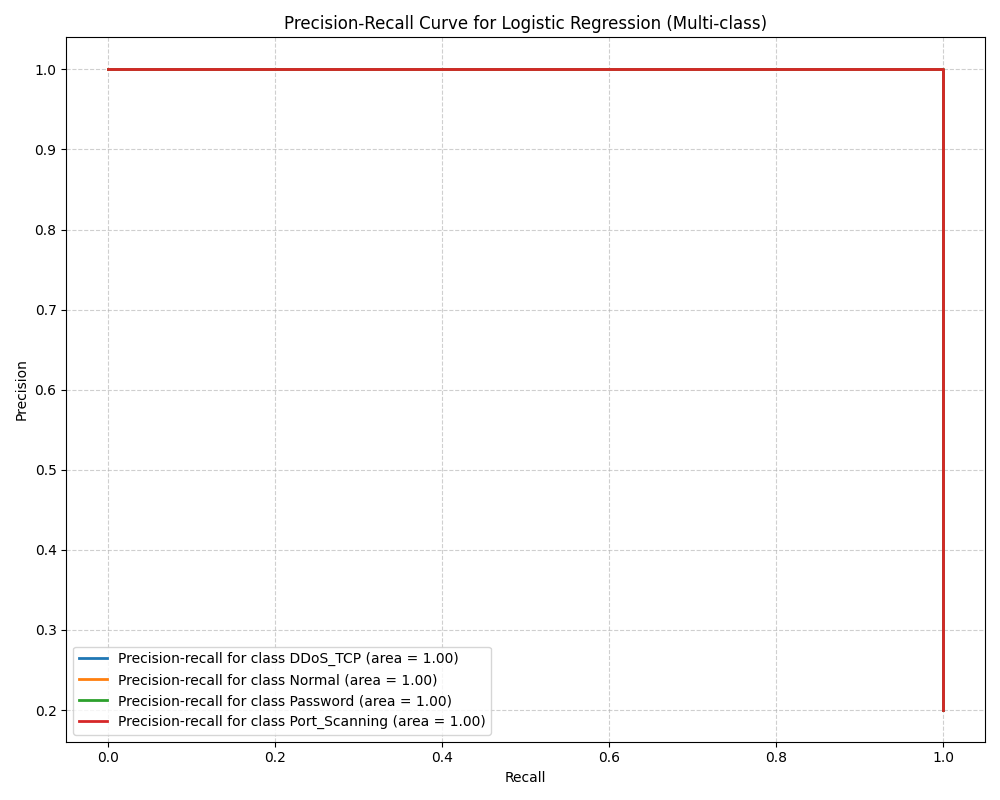 Precision-Recall Curve for Logistic Regression (Multi-class)
1.0
0.9
0.8
0.7
0.6
0.5
0.4
0.3
0.2
Precision
Precision-recall for class DDoS_TCP (area = 1.00)
Precision-recall for class Normal (area = 1.00)
Precision-recall for class Password (area = 1.00)
Precision-recall for class Port_Scanning (area = 1.00)
0.0 0.2 0.4 0.6 0.8 1.0
Recall